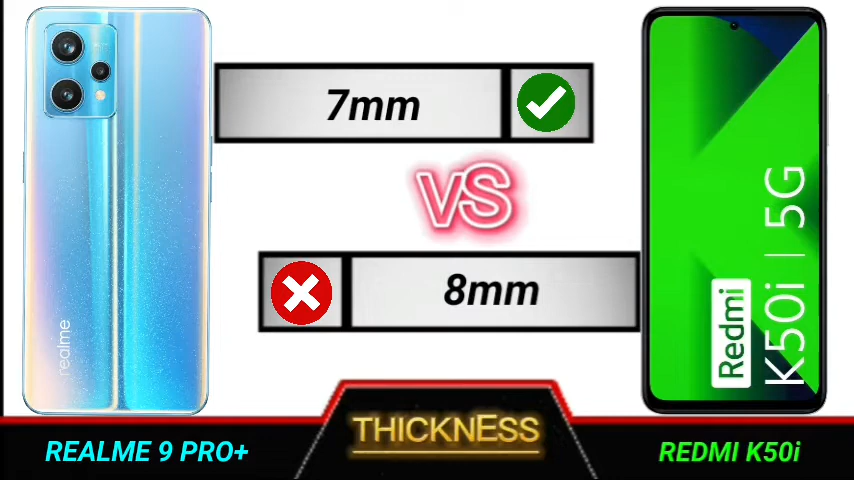 7mm
VS
8mm
realme
Redmi
K50i | 5G
THICKNESS
REALME 9 PRO+
REDMI K50i